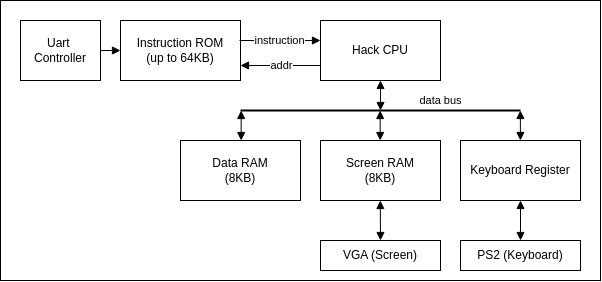 Uart
Controller
Instruction ROM
(up to 64KB)
instruction
addr
Hack CPU
data bus
Data RAM
(8KB)
Screen RAM
(8KB)
Keyboard Register
VGA (Screen)
PS2 (Keyboard)